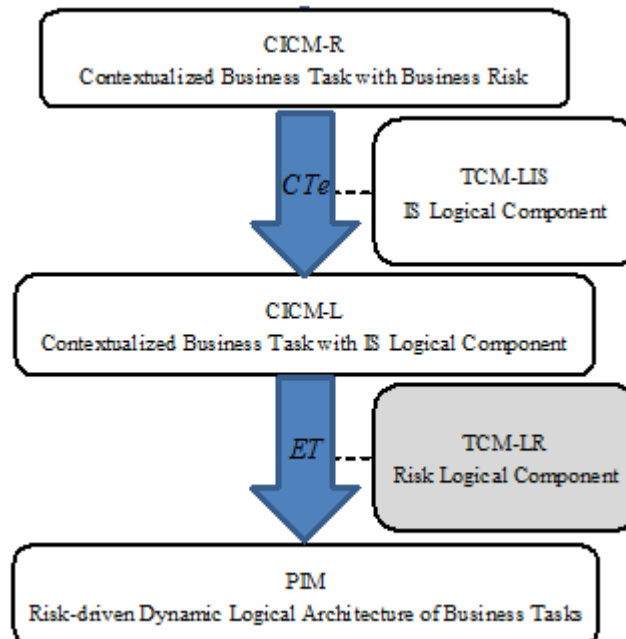 CICM-R
Contextualized Business Task with Business Risk
CTe
TCM-LIS
IS Logical Component
CICM-L
Contextualized Business Task with IS Logical Component
ET
TCM-LR
Risk Logical Component
PIM
Risk-driven Dynamic Logical Architecture of Business Tasks